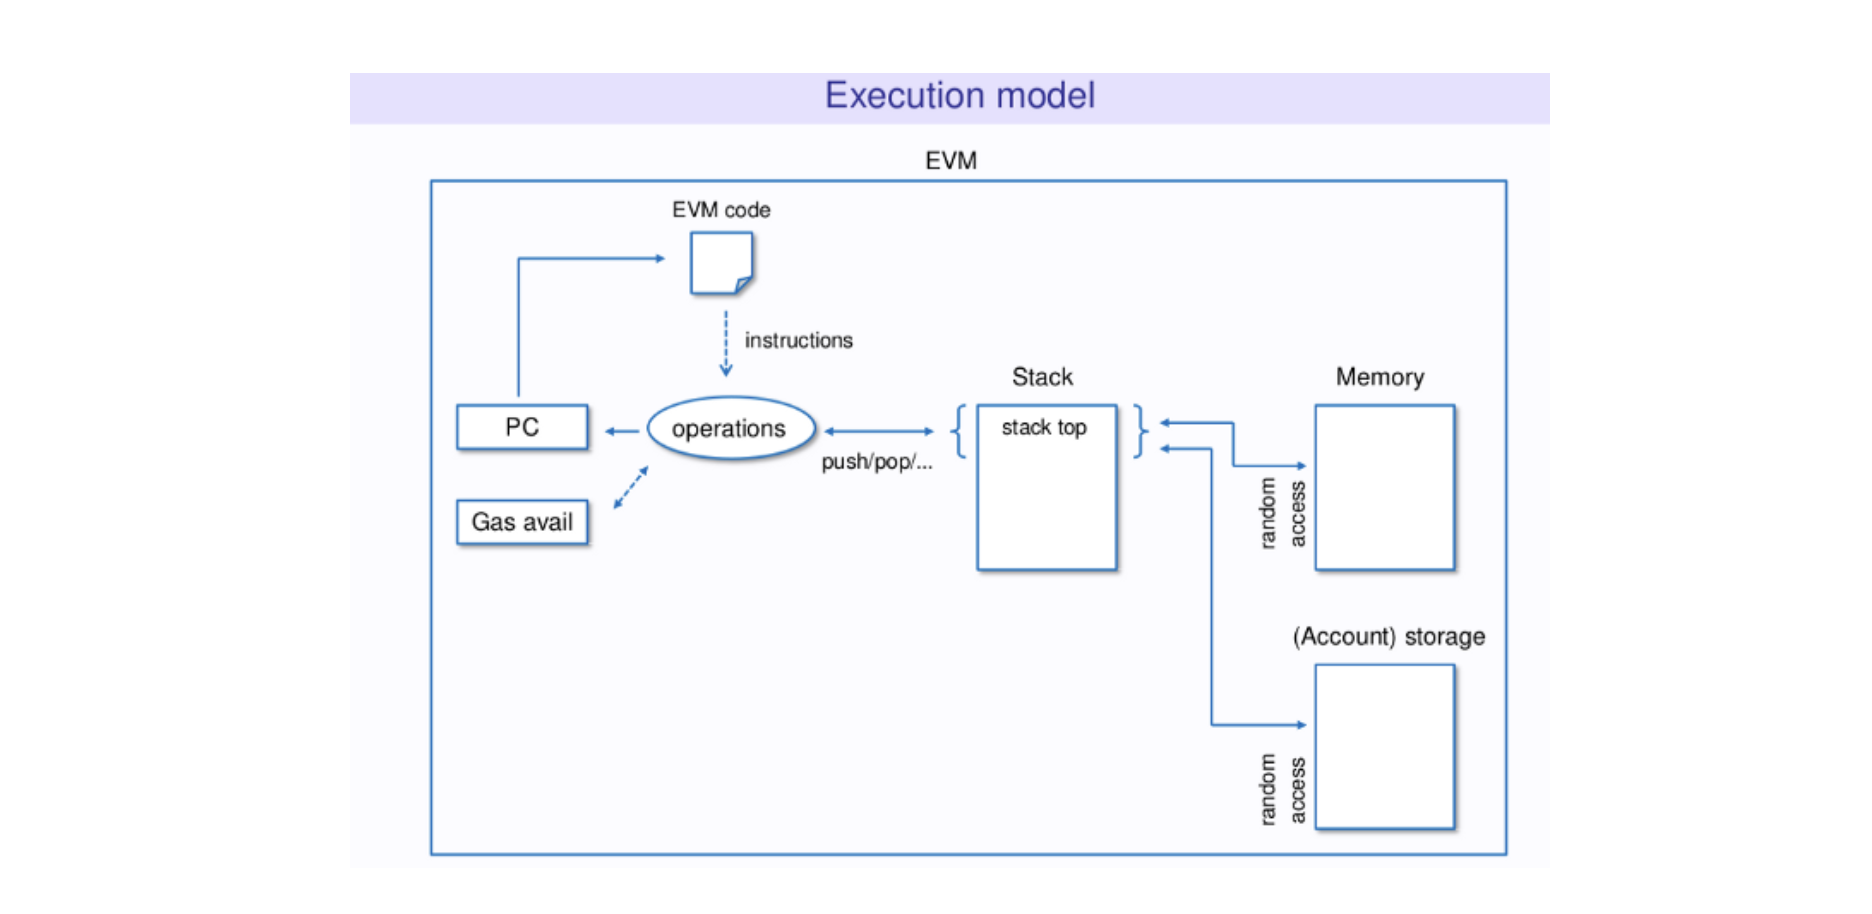 Execution model
EVM
EVM code
instructions
Stack
Memory
PC
operations
stack top
push/pop/...
Gas avail
random
access
(Account) storage
random
access